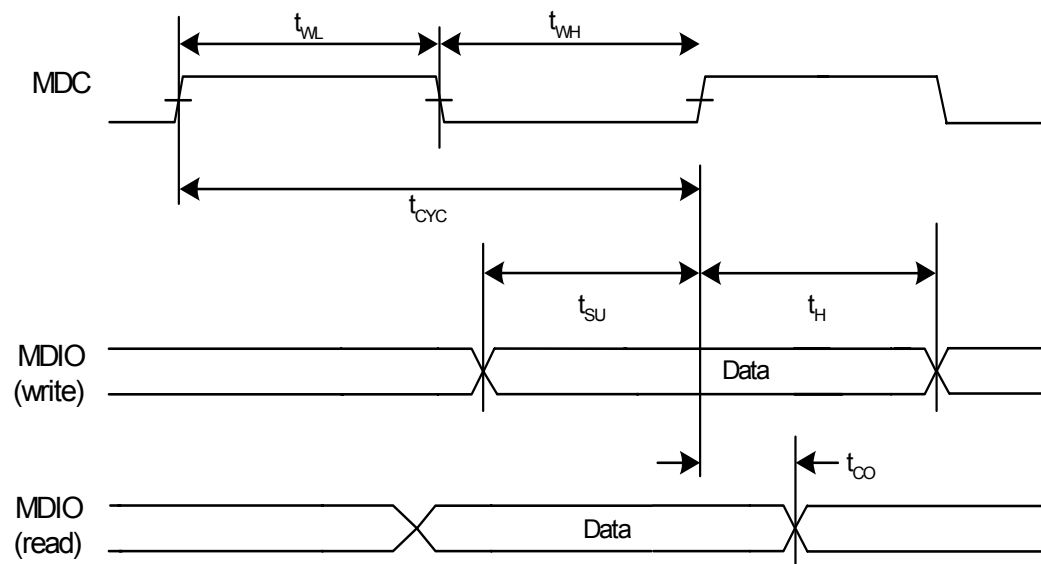 tWL
tWH
MDC
tCYC
tSU
tH
MDIO
(write)
Data
tCO
MDIO
(read)
Data